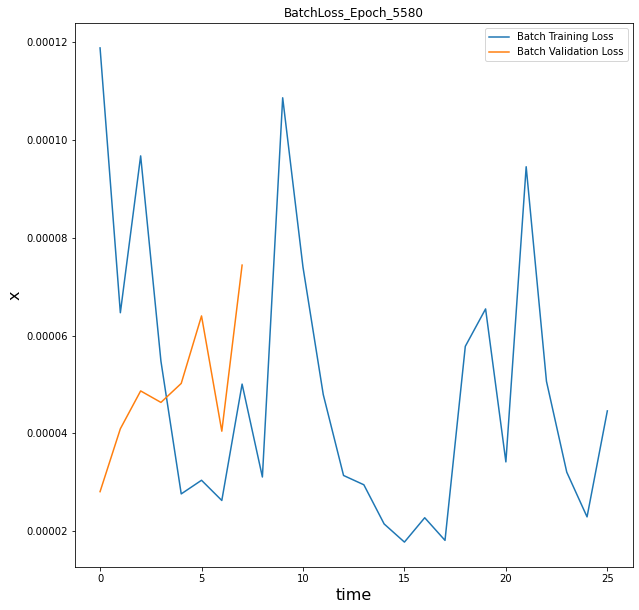 BatchLoss_Epoch_5580
Batch Training Loss
Batch Validation Loss
0.00012
0.00010
0.00008
0.00006
0.00004
0.00002
x
0 5 10 15 20 25
time